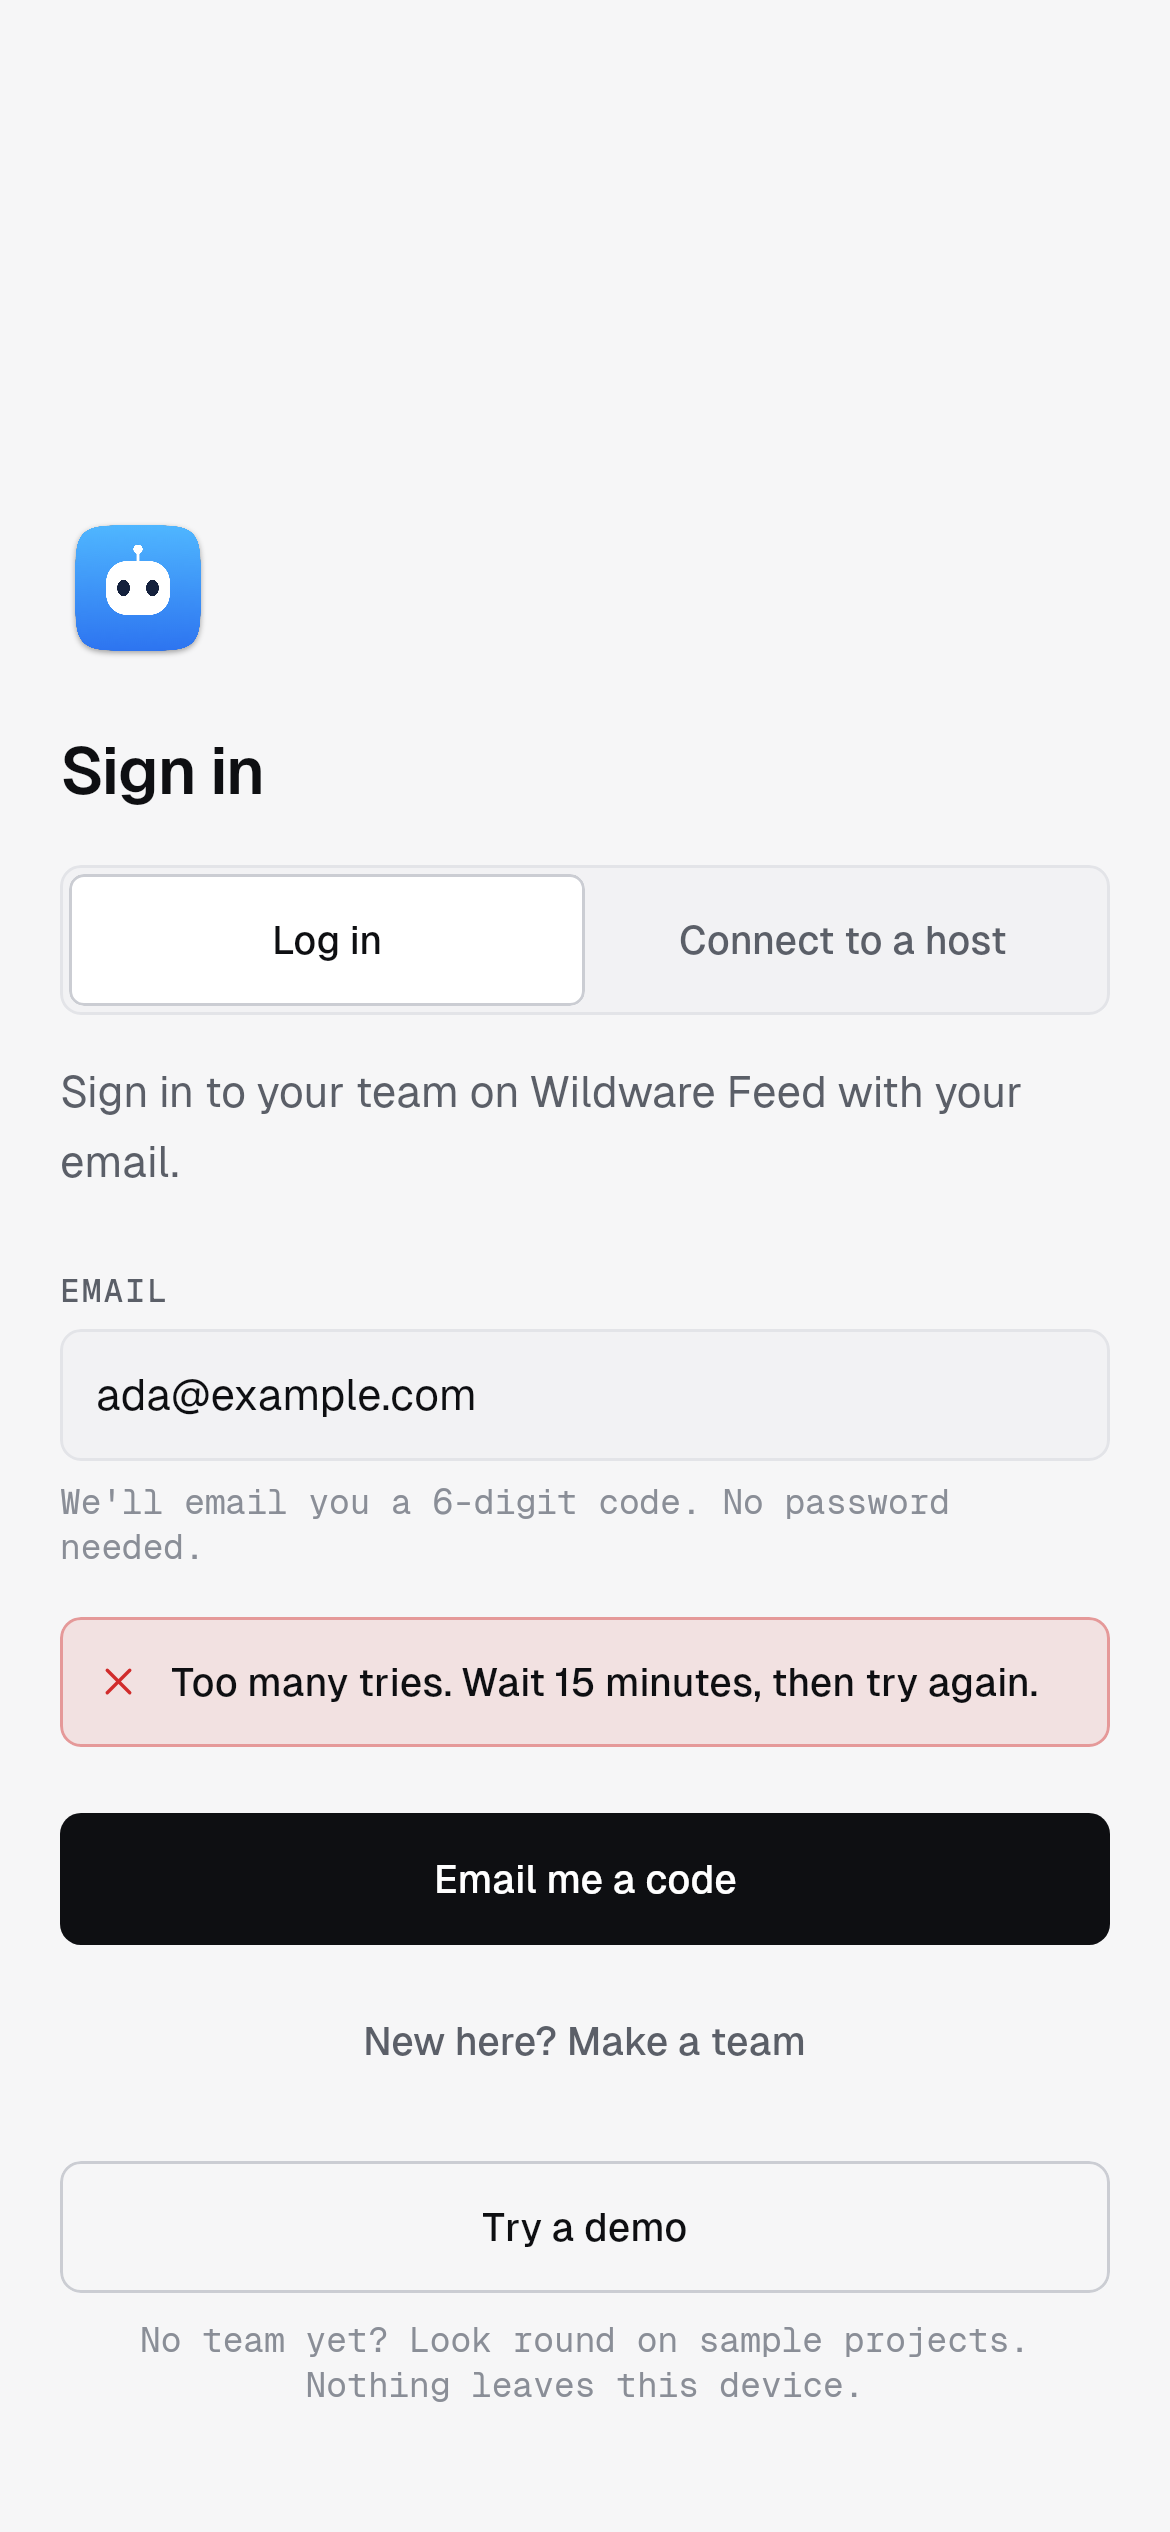 Sign in
Log in
Connect to a host
Sign in to your team on Wildware Feed with your
email.
EMAIL
ada@example.com
We'll email you a 6-digit code. No password
needed.
Too many tries. Wait 15 minutes, then try again.
Email me a code
New here? Make a team
Try a demo
No team yet? Look round on sample projects.
Nothing leaves this device.